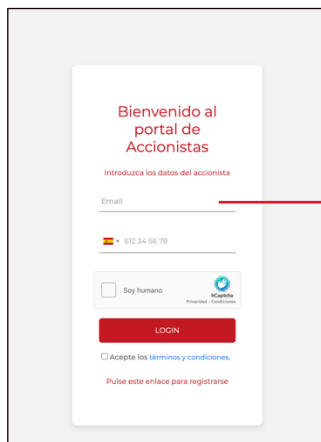 Bienvenido al
portal de
Accionistas
Introduzca los datos del accionista
Email
612 34 56 78
Soy humano
hCaptcha
Privacidad - Condiciones
LOGIN
Acepte los términos y condiciones.
Pulse este enlace para registrarse